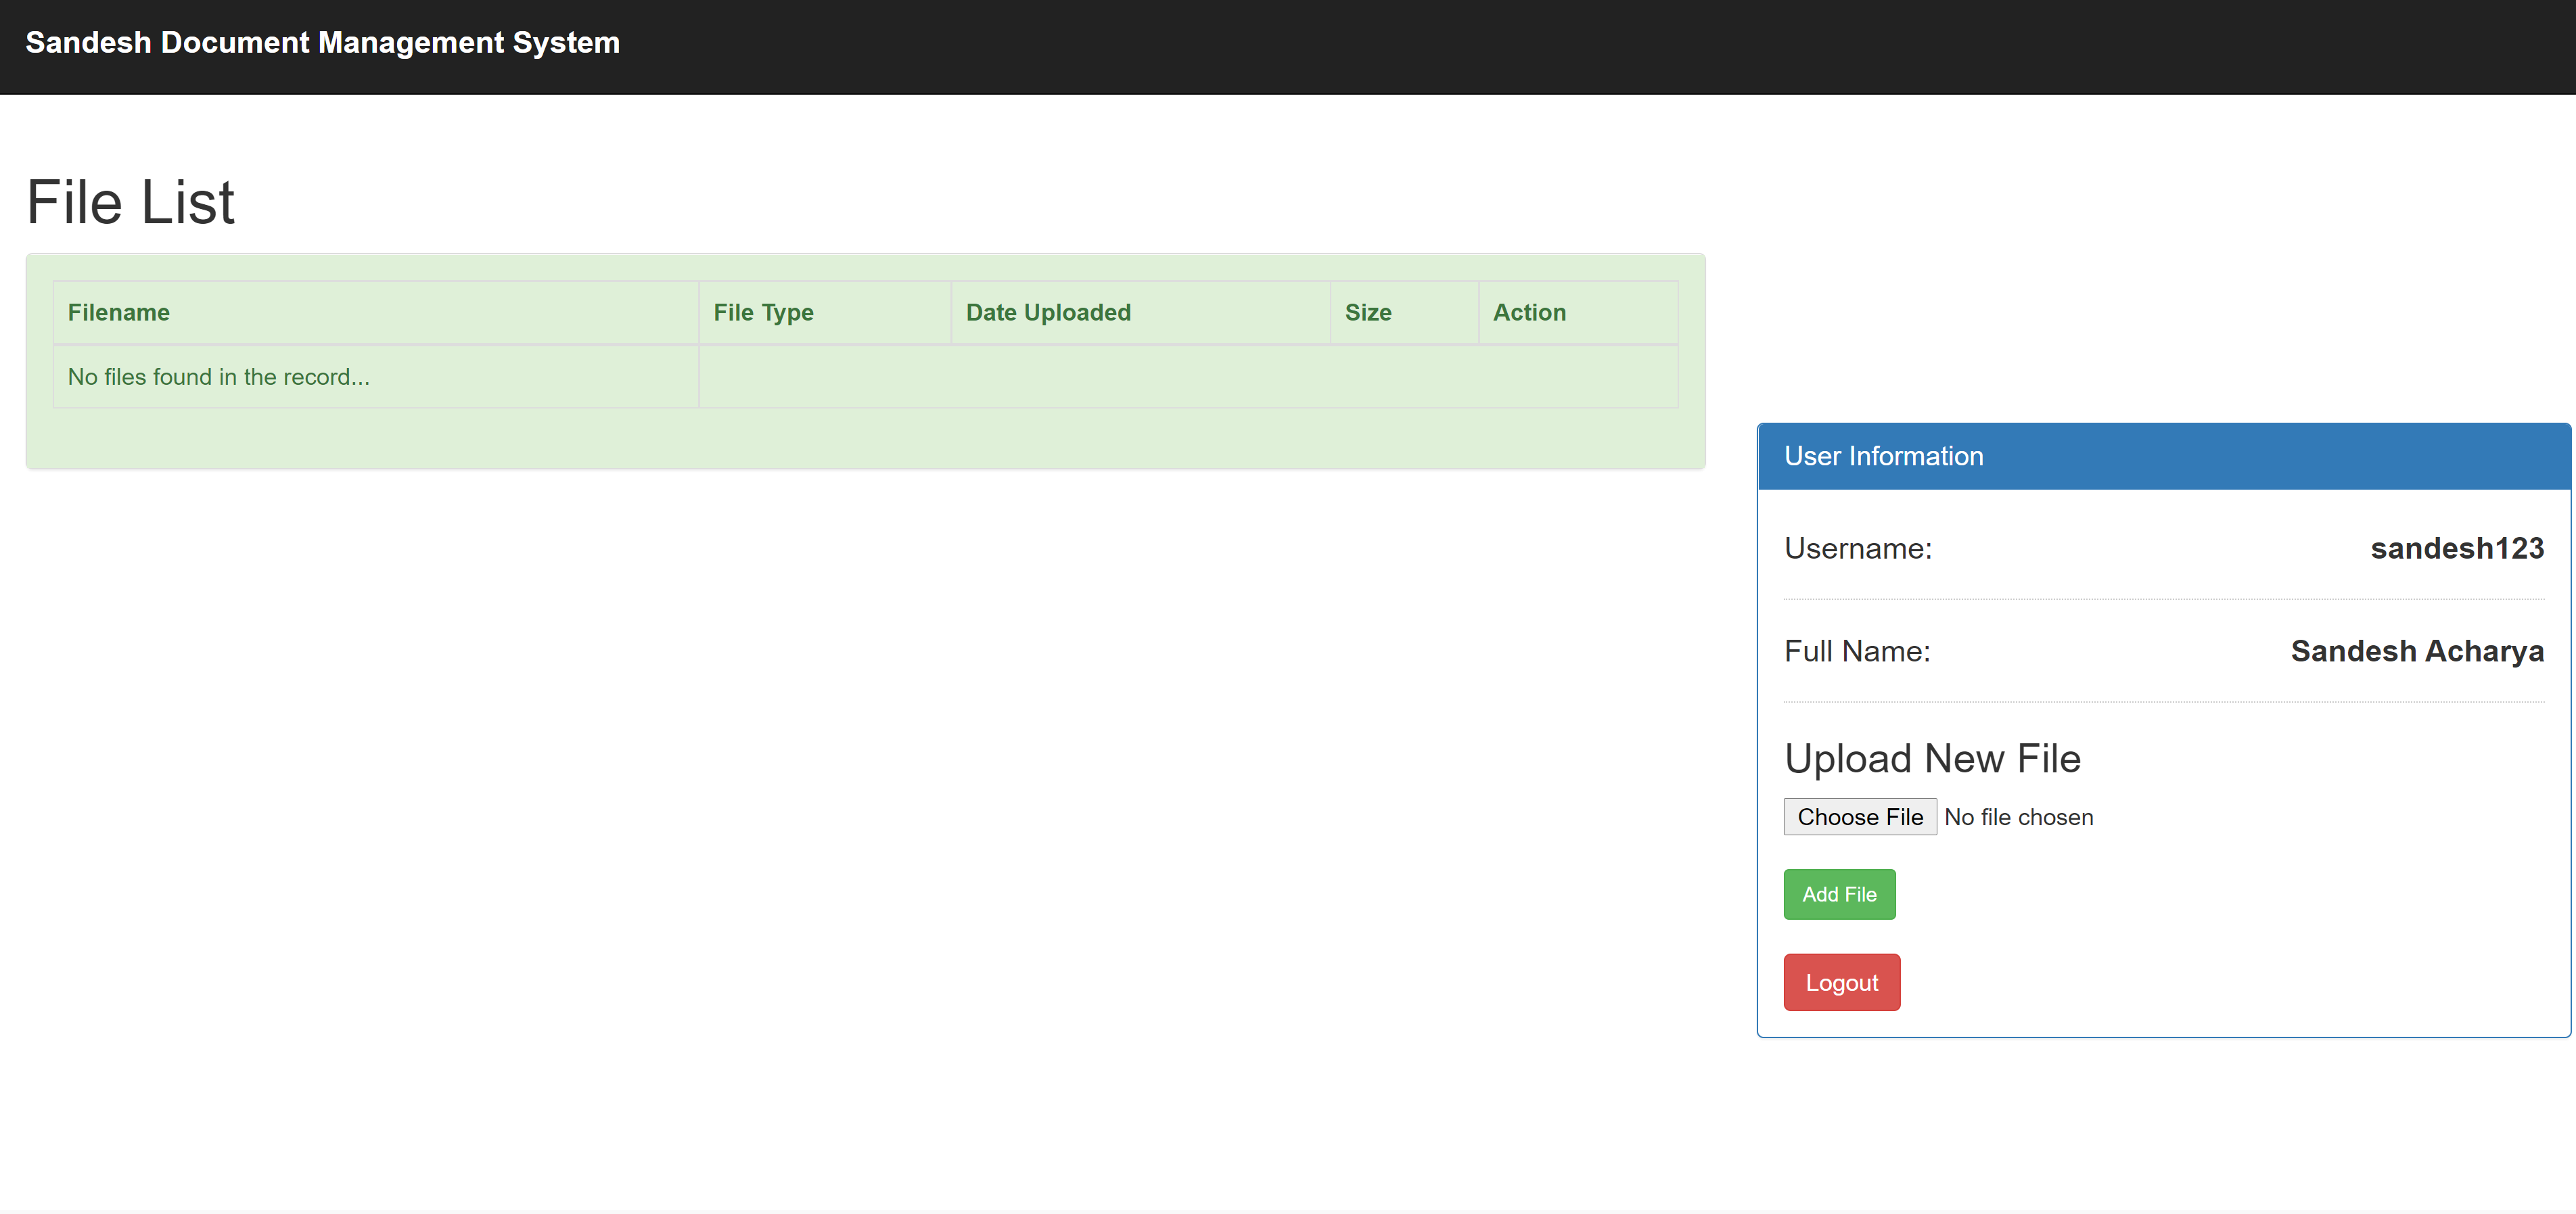 Sandesh Document Management System
File List
Filename File Type Date Uploaded Size Action
No files found in the record...
User Information
Username: sandesh123
Full Name: Sandesh Acharya
Upload New File
Choose File No file chosen
Add File
Logout